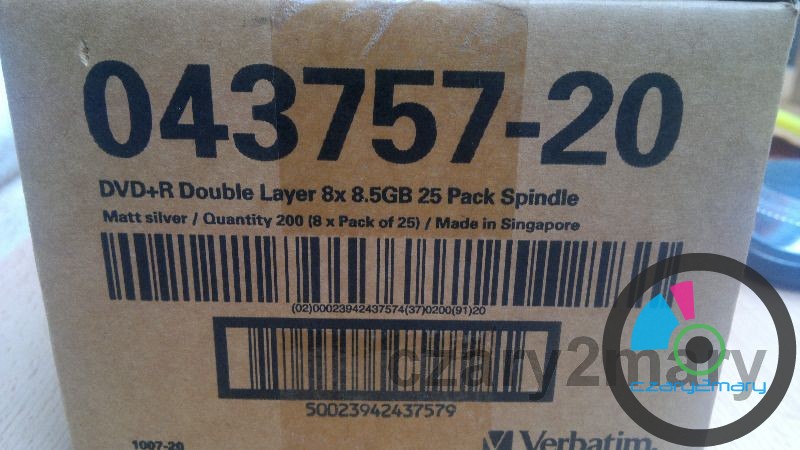 043757-20
DVD+R Double Layer 8x 8.5GB 25 Pack Spindle
Matt silver / Quantity 200 (8 x Pack of 25) / Made in Singapore
(02)00023942437574(37)0200(91)20
czary2mary
czary2mary
50023942437579
1007-20
Verbatim.